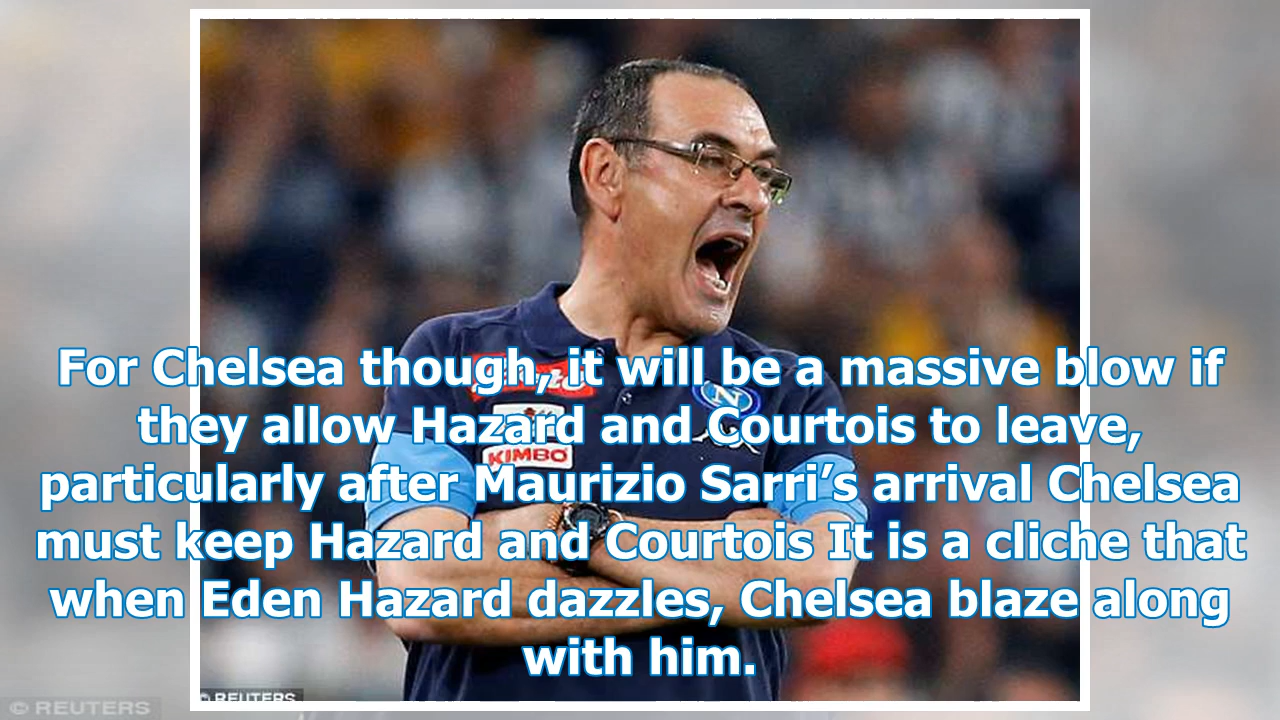 For Chelsea though, it will be a massive blow if
they allow Hazard and Courtois to leave,
particularly after Maurizio Sarri’s arrival Chelsea
must keep Hazard and Courtois It is a cliche that
when Eden Hazard dazzles, Chelsea blaze along
with him.
N
KIMBO
© REUTERS
© REUTERS